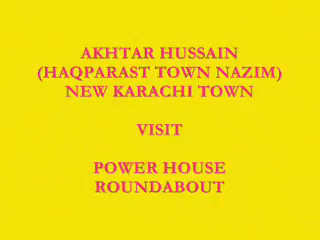 AKHTAR HUSSAIN
(HAQPARAST TOWN NAZIM)
NEW KARACHI TOWN
VISIT
POWER HOUSE
ROUNDABOUT